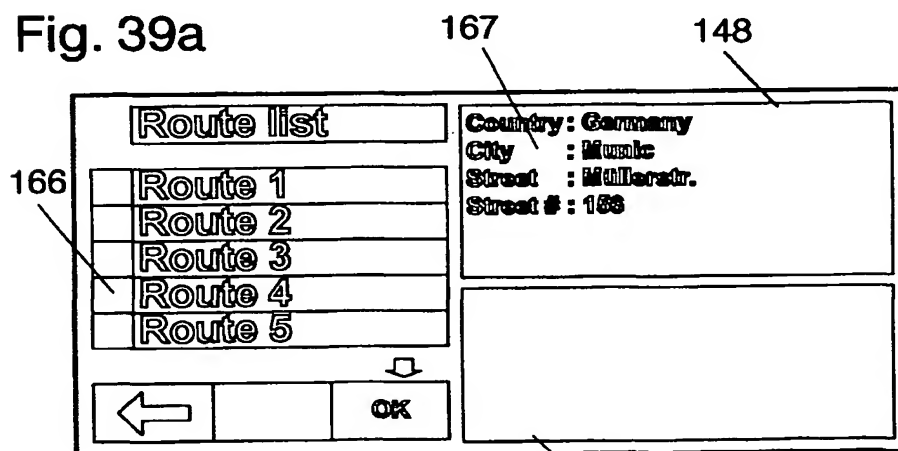 Fig. 39a
167
148
Route list
166
Route 1
Route 2
Route 3
Route 4
Route 5
OK
Country : Germany
City : Munic
Street : Müllerstr.
Street # : 156